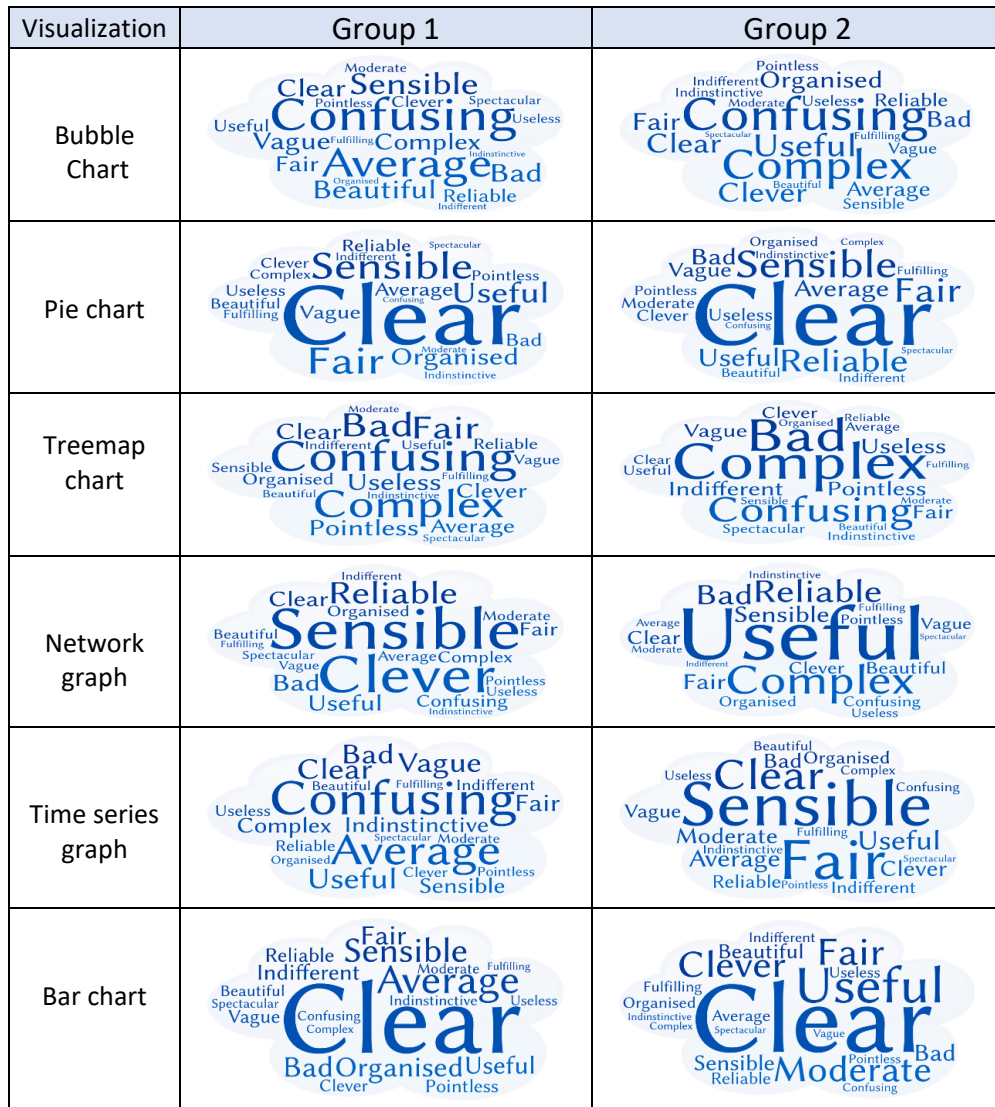 Visualization Group 1 Group 2
Bubble
Chart
Moderate
Clear Sensible
Pointless Clever Spectacular
Confusing
Useful Useless
Vague Fulfilling Complex
Indinstinctive
Fair Average Bad
Organised
Beautiful Reliable
Indifferent
Pointless
Indifferent Organised
Indinstinctive
Moderate Useless Reliable
Fair Confusing Bad
Spectacular Fulfilling
Clear Useful Vague
Complex
Beautiful
Clever Average
Sensible
Pie chart
Reliable Spectacular
Indifferent
Clever Sensible
Complex Pointless
Useless Average Useful
Beautiful Confusing
Fulfilling Vague
Clear
Bad
Moderate
Fair Organised
Indinstinctive
Organised Complex
Bad Indinstinctive
Vague Sensible Fulfilling
Pointless Average Fair
Moderate
Clever Useless
Confusing
Clear
Useful Reliable Spectacular
Beautiful Indifferent
Treemap
chart
Moderate
Clear Bad Fair
Indifferent Useful Reliable
Confusing Vague
Sensible
Organised Useless Fulfilling
Beautiful Indinstinctive Clever
Complex
Pointless Average
Spectacular
Clever Reliable
Organised Average
Vague Bad Useless
Clear Complex Fulfilling
Useful
Indifferent Pointless
Sensible Moderate
Confusing Fair
Spectacular Beautiful
Indinstinctive
Network
graph
Indifferent
Clear Reliable
Organised Moderate
Sensible Fair
Beautiful
Fulfilling
Spectacular Average Complex
Vague
Bad Clever Pointless
Useless
Useful Confusing
Indinstinctive
Indinstinctive
Bad Reliable
Sensible Fulfilling
Pointless Vague
Average Useful Spectacular
Clear
Moderate
Indifferent Clever Beautiful
Fair Complex
Organised Confusing
Useless
Time series
graph
Bad Vague
Clear
Beautiful Fulfilling Indifferent
Useless Confusing Fair
Complex Indinstinctive
Spectacular Moderate
Reliable Average
Organised
Clever Pointless
Useful Sensible
Beautiful
Bad Organised
Useless Clear Complex
Confusing
Vague Sensible
Moderate Fulfilling Useful
Indinstinctive
Average Fair Spectacular
Clever
Reliable Pointless Indifferent
Bar chart
Fair
Reliable Sensible
Indifferent Moderate Fulfilling
Average
Beautiful Indinstinctive Useless
Spectacular
Vague Confusing
Complex
Clear
Bad Organised Useful
Clever Pointless
Indifferent
Beautiful Fair
Clever Useless
Fulfilling Useful
Organised
Indinstinctive Average
Complex Spectacular
Clear
Vague
Sensible Pointless Bad
Reliable Moderate
Confusing